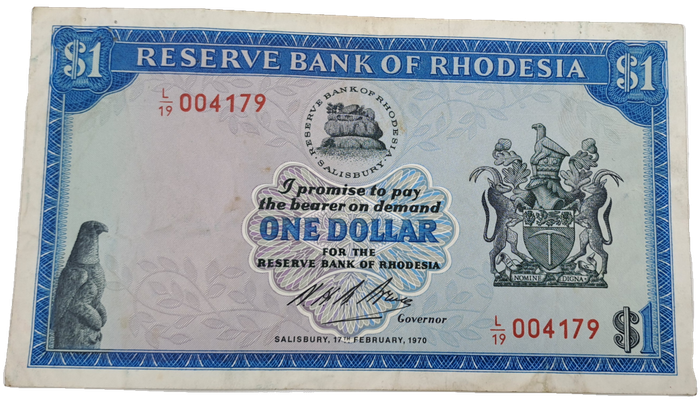 $1
RESERVE BANK OF RHODESIA
$1
L/19 004179
RESERVE BANK OF RHODESIA
· SALISBURY ·
I promise to pay
the bearer on demand
ONE DOLLAR
FOR THE
RESERVE BANK OF RHODESIA
Governor
SALISBURY, 17TH FEBRUARY, 1970
NOMINE DIGNA
L/19 004179
$1